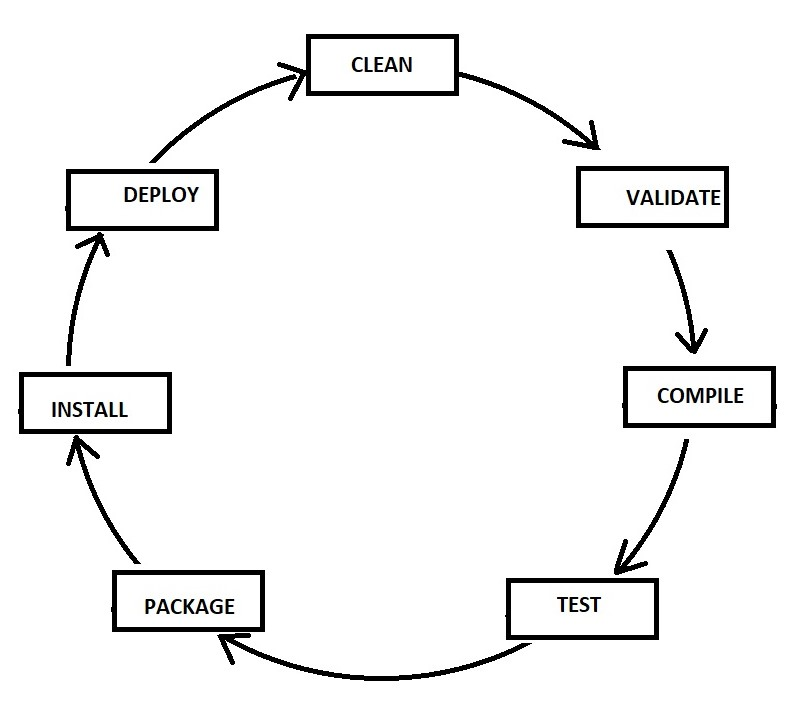 CLEAN
VALIDATE
COMPILE
TEST
PACKAGE
INSTALL
DEPLOY